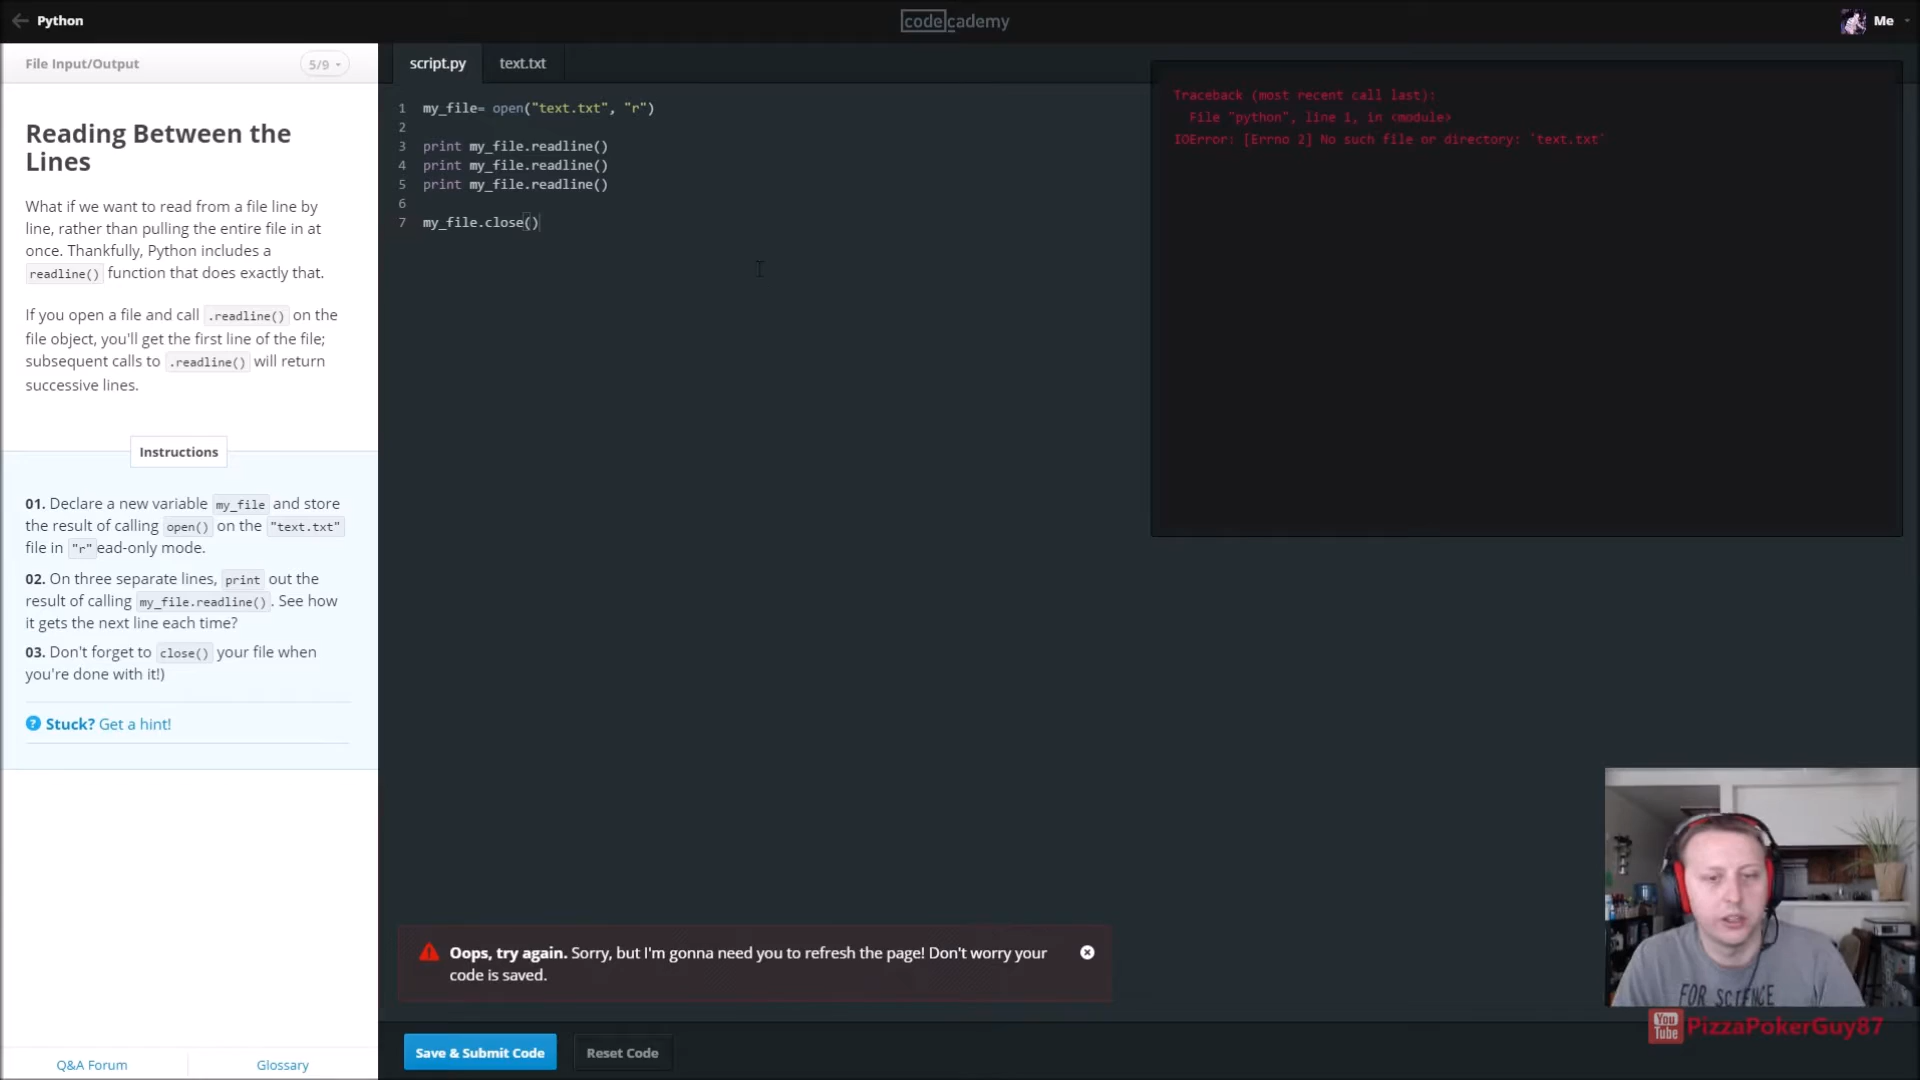 Python
codecademy
Me
File Input/Output
5/9
script.py
text.txt
Reading Between the
Lines
What if we want to read from a file line by
line, rather than pulling the entire file in at
once. Thankfully, Python includes a
readline() function that does exactly that.
If you open a file and call .readline() on the
file object, you'll get the first line of the file;
subsequent calls to .readline() will return
successive lines.
Instructions
01. Declare a new variable my_file and store
the result of calling open() on the "text.txt"
file in "r" ead-only mode.
02. On three separate lines, print out the
result of calling my_file.readline() . See how
it gets the next line each time?
03. Don't forget to close() your file when
you're done with it!)
? Stuck? Get a hint!
Q&A Forum
Glossary
1 my_file= open("text.txt", "r")
2
3 print my_file.readline()
4 print my_file.readline()
5 print my_file.readline()
6
7 my_file.close()
Traceback (most recent call last):
File "python", line 1, in <module>
IOError: [Errno 2] No such file or directory: 'text.txt'
Oops, try again. Sorry, but I'm gonna need you to refresh the page! Don't worry your
code is saved.
Save & Submit Code
Reset Code
FOR SCIENCE
You
Tube
PizzaPokerGuy87